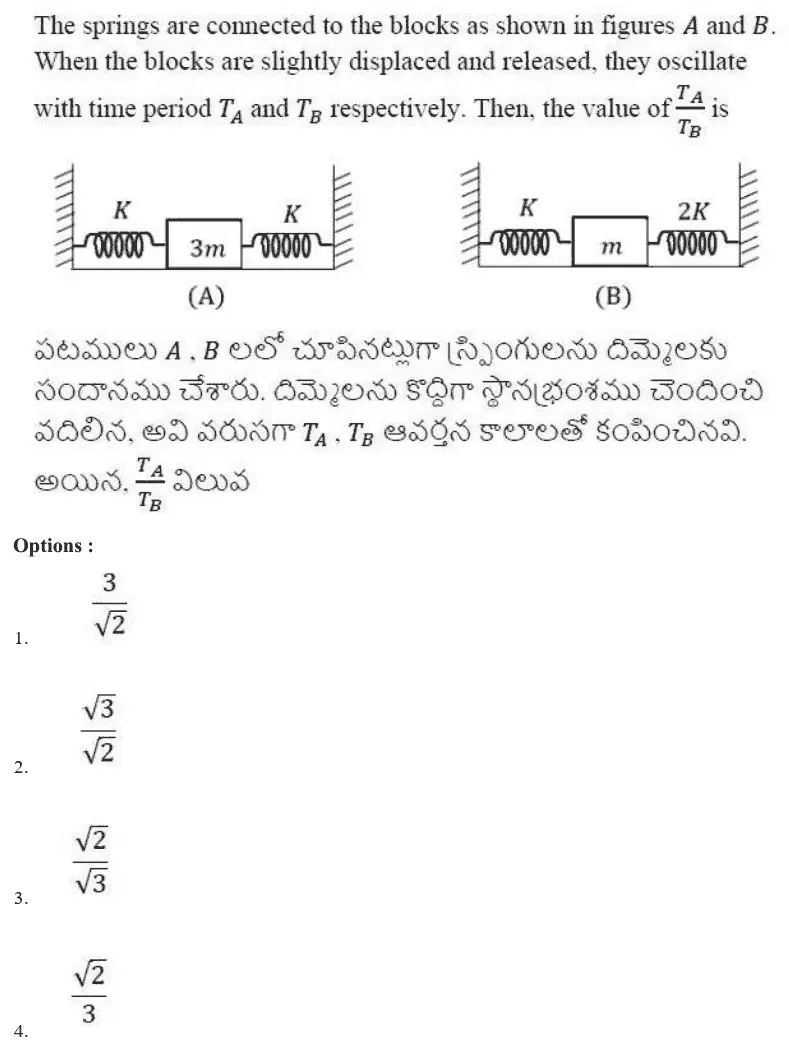 The springs are connected to the blocks as shown in figures A and B.
When the blocks are slightly displaced and released, they oscillate
with time period T_A and T_B respectively. Then, the value of T_A/T_B is
K K K 2K
3m m
(A) (B)
పటములు A , B లలో చూపినట్లుగా స్ప్రింగులను దిమ్మెలకు
సందానము చేశారు. దిమ్మెలను కొద్దిగా స్థానభ్రంశము చెందించి
వదిలిన, అవి వరుసగా T_A , T_B ఆవర్తన కాలాలతో కంపించినవి.
అయిన, T_A/T_B విలువ
Options :
1. 3/√2
2. √3/√2
3. √2/√3
4. √2/3